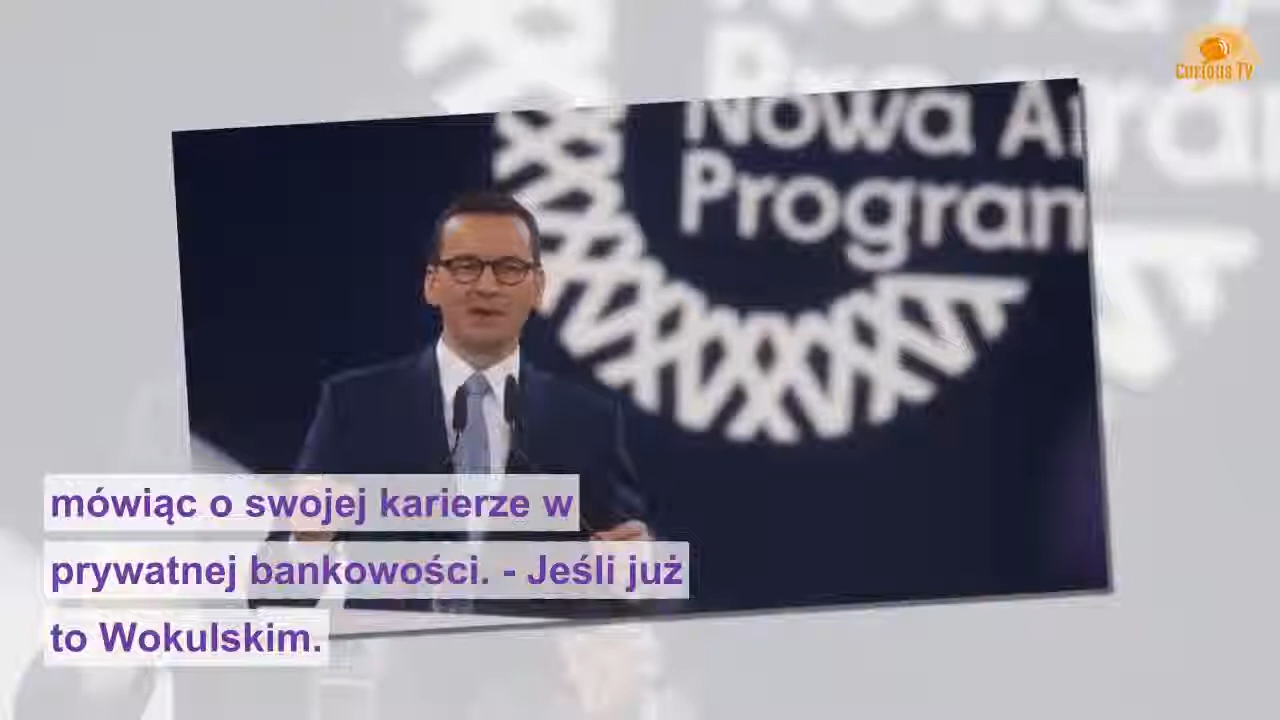 CURIOUS TV
Nowa A
Program
mówiąc o swojej karierze w
prywatnej bankowości. - Jeśli już
to Wokulskim.